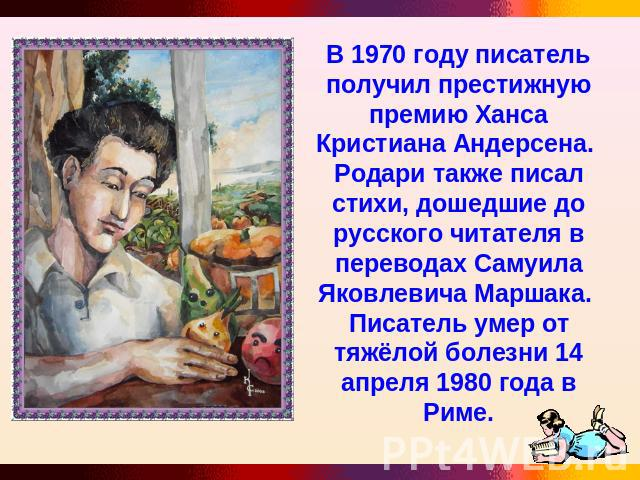 В 1970 году писатель
получил престижную
премию Ханса
Кристиана Андерсена.
Родари также писал
стихи, дошедшие до
русского читателя в
переводах Самуила
Яковлевича Маршака.
Писатель умер от
тяжёлой болезни 14
апреля 1980 года в
Риме.
PPt4WEB.ru